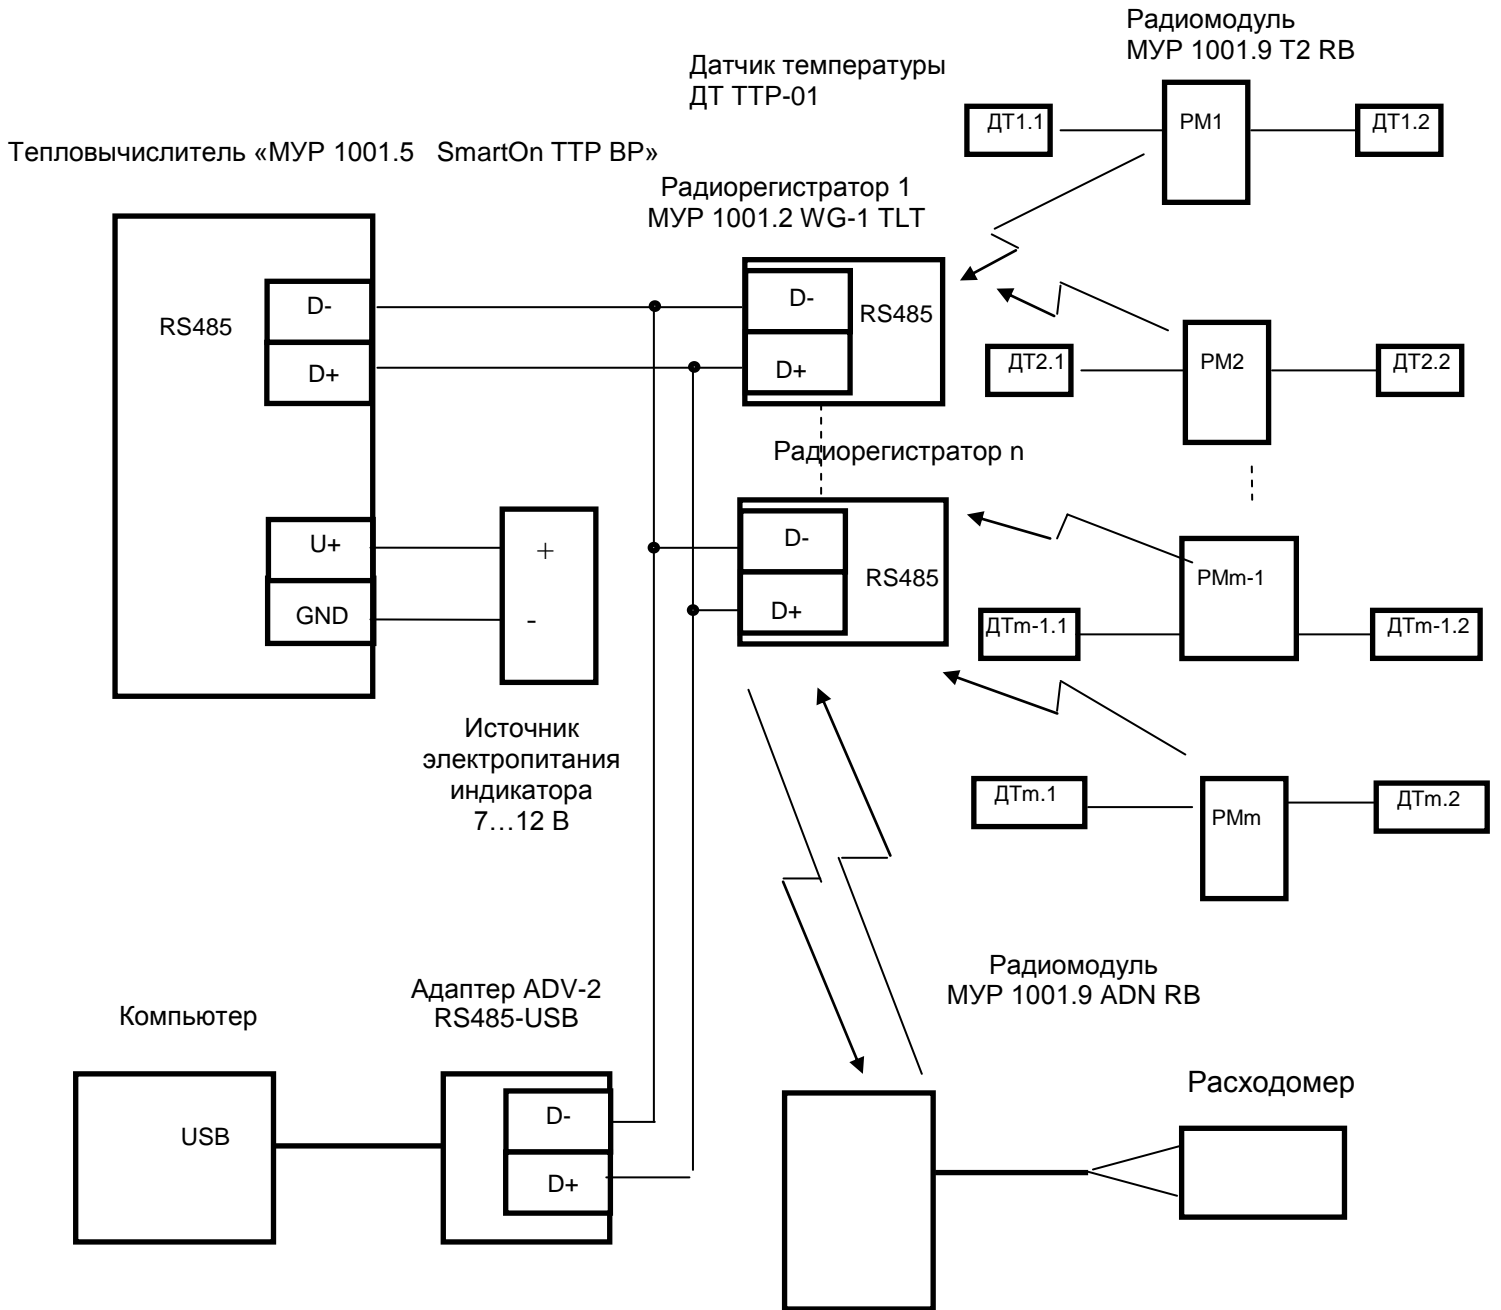 Радиомодуль
МУР 1001.9 Т2 RB
Датчик температуры
ДТ ТТР-01
ДТ1.1
РМ1
ДТ1.2
Тепловычислитель «МУР 1001.5 SmartOn ТТР ВР»
Радиорегистратор 1
МУР 1001.2 WG-1 TLT
D-
RS485
D+
D-
RS485
D+
РМ2
ДТ2.1
ДТ2.2
Радиорегистратор n
U+
GND
+
-
D-
RS485
D+
РМm-1
ДТm-1.1
ДТm-1.2
Источник
электропитания
индикатора
7…12 В
ДТm.1
РМm
ДТm.2
Радиомодуль
МУР 1001.9 ADN RB
Адаптер ADV-2
RS485-USB
Компьютер
USB
D-
D+
Расходомер